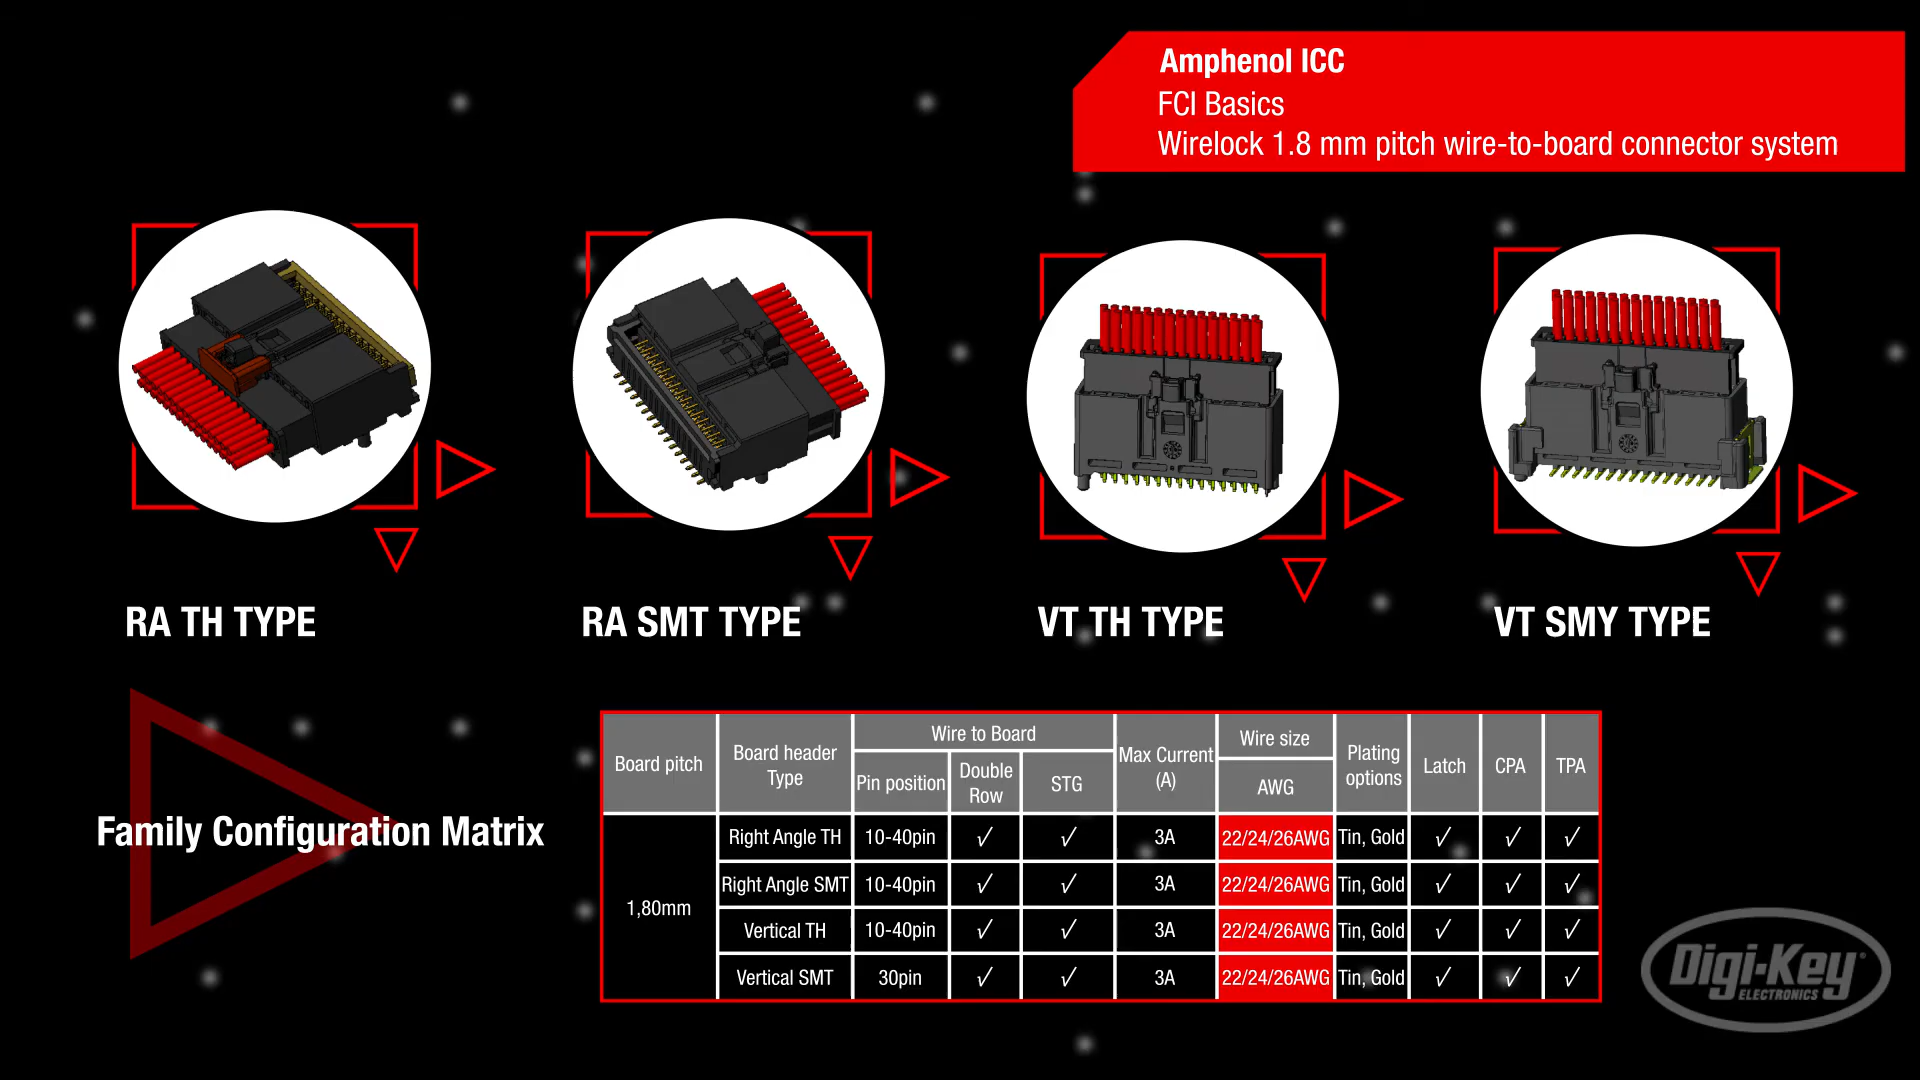 Amphenol ICC
FCI Basics
Wirelock 1.8 mm pitch wire-to-board connector system
RA TH TYPE
RA SMT TYPE
VT TH TYPE
VT SMY TYPE
Family Configuration Matrix
Board pitch
Board header
Type
Wire to Board
Pin position
Double
Row
STG
Max Current
(A)
Wire size
AWG
Plating
options
Latch
CPA
TPA
1,80mm
Right Angle TH 10-40pin ✓ ✓ 3A 22/24/26AWG Tin, Gold ✓ ✓ ✓
Right Angle SMT 10-40pin ✓ ✓ 3A 22/24/26AWG Tin, Gold ✓ ✓ ✓
Vertical TH 10-40pin ✓ ✓ 3A 22/24/26AWG Tin, Gold ✓ ✓ ✓
Vertical SMT 30pin ✓ ✓ 3A 22/24/26AWG Tin, Gold ✓ ✓ ✓
Digi-Key
ELECTRONICS